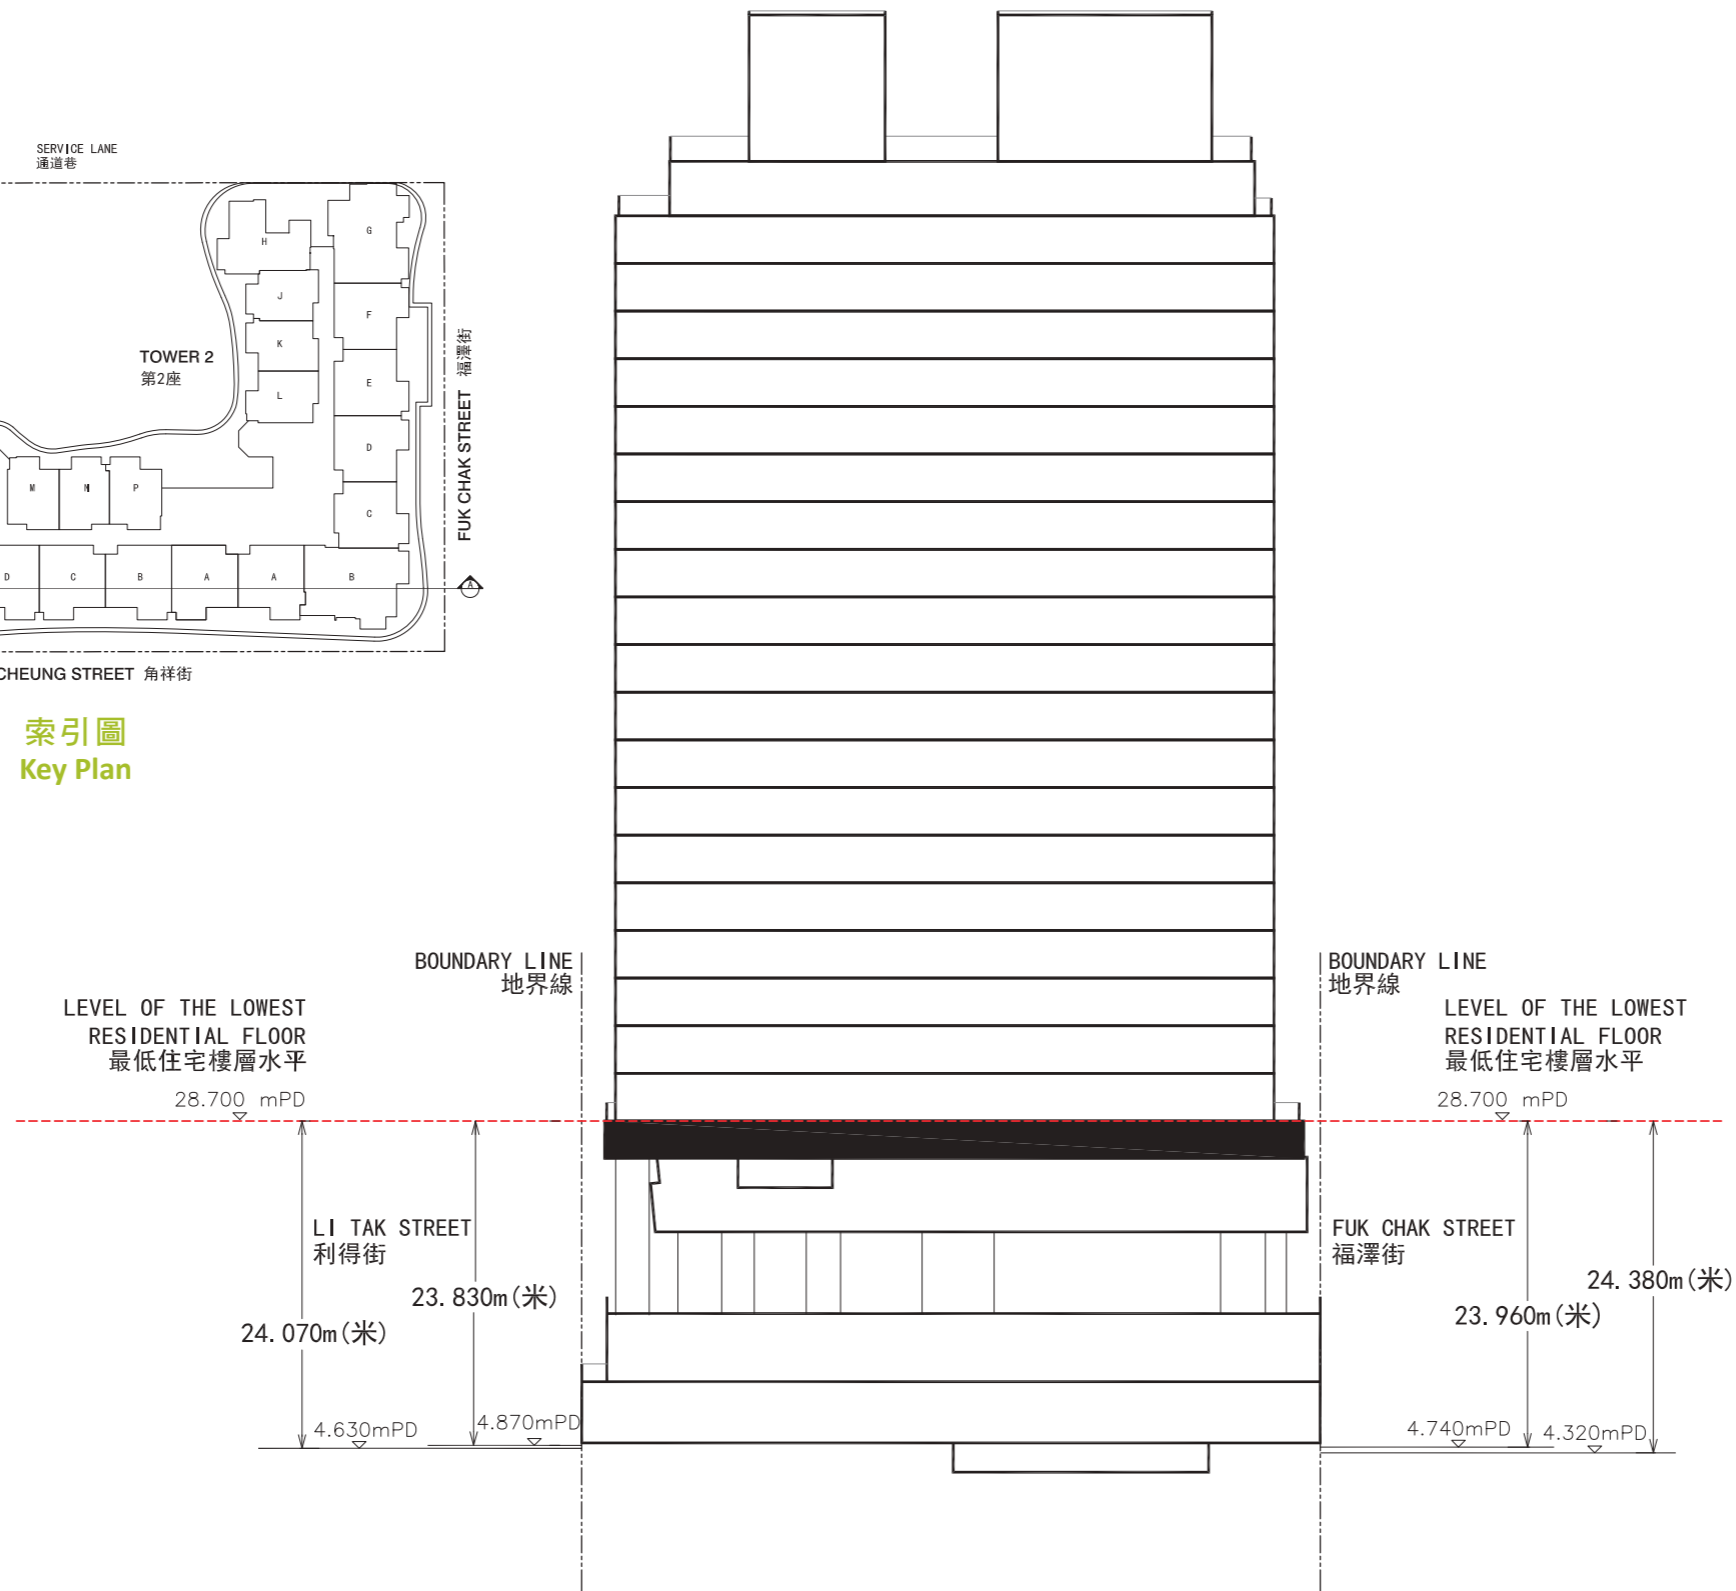 SERVICE LANE
通道巷
H
G
J
F
K
TOWER 2
第2座
E
L
FUK CHAK STREET 福澤街
D
M
N
P
C
D
C
B
A
A
B
A
CHEUNG STREET 角祥街
索引圖
Key Plan
BOUNDARY LINE
地界線
BOUNDARY LINE
地界線
LEVEL OF THE LOWEST
RESIDENTIAL FLOOR
最低住宅樓層水平
28.700 mPD
LEVEL OF THE LOWEST
RESIDENTIAL FLOOR
最低住宅樓層水平
28.700 mPD
LI TAK STREET
利得街
23.830m(米)
24.070m(米)
FUK CHAK STREET
福澤街
24.380m(米)
23.960m(米)
4.630mPD
4.870mPD
4.740mPD
4.320mPD